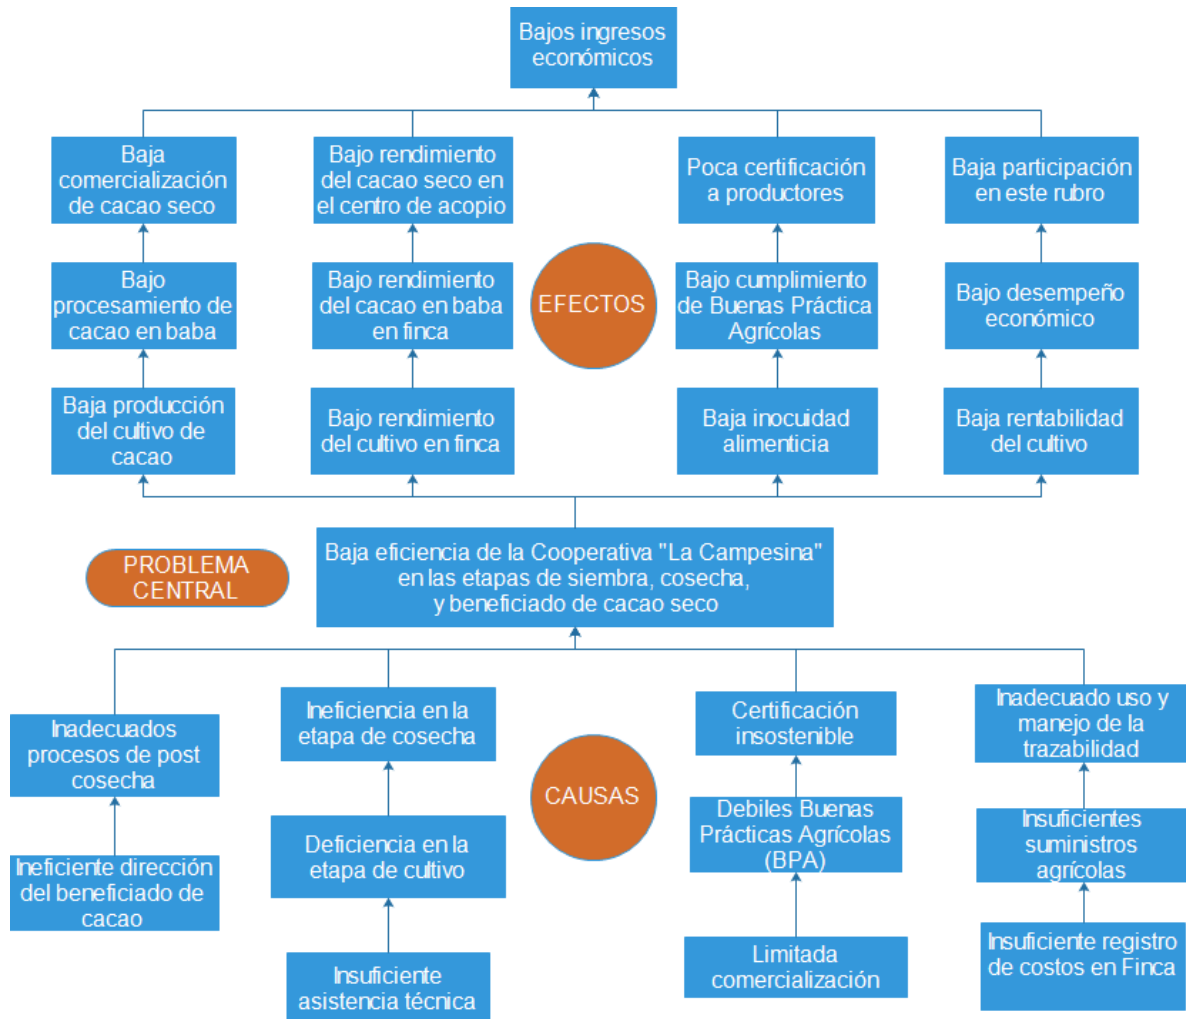 Bajos ingresos
económicos
Baja
comercialización
de cacao seco
Bajo rendimiento
del cacao seco en
el centro de acopio
Poca certificación
a productores
Baja participación
en este rubro
EFECTOS
Bajo
procesamiento de
cacao en baba
Bajo rendimiento
del cacao en baba
en finca
Bajo cumplimiento
de Buenas Práctica
Agrícolas
Bajo desempeño
económico
Baja producción
del cultivo de
cacao
Bajo rendimiento
del cultivo en finca
Baja inocuidad
alimenticia
Baja rentabilidad
del cultivo
PROBLEMA
CENTRAL
Baja eficiencia de la Cooperativa "La Campesina"
en las etapas de siembra, cosecha,
y beneficiado de cacao seco
Inadecuados
procesos de post
cosecha
Ineficiencia en la
etapa de cosecha
Certificación
insostenible
Inadecuado uso y
manejo de la
trazabilidad
CAUSAS
Ineficiente dirección
del beneficiado de
cacao
Deficiencia en la
etapa de cultivo
Debiles Buenas
Prácticas Agrícolas
(BPA)
Insuficientes
suministros
agrícolas
Insuficiente
asistencia técnica
Limitada
comercialización
Insuficiente registro
de costos en Finca